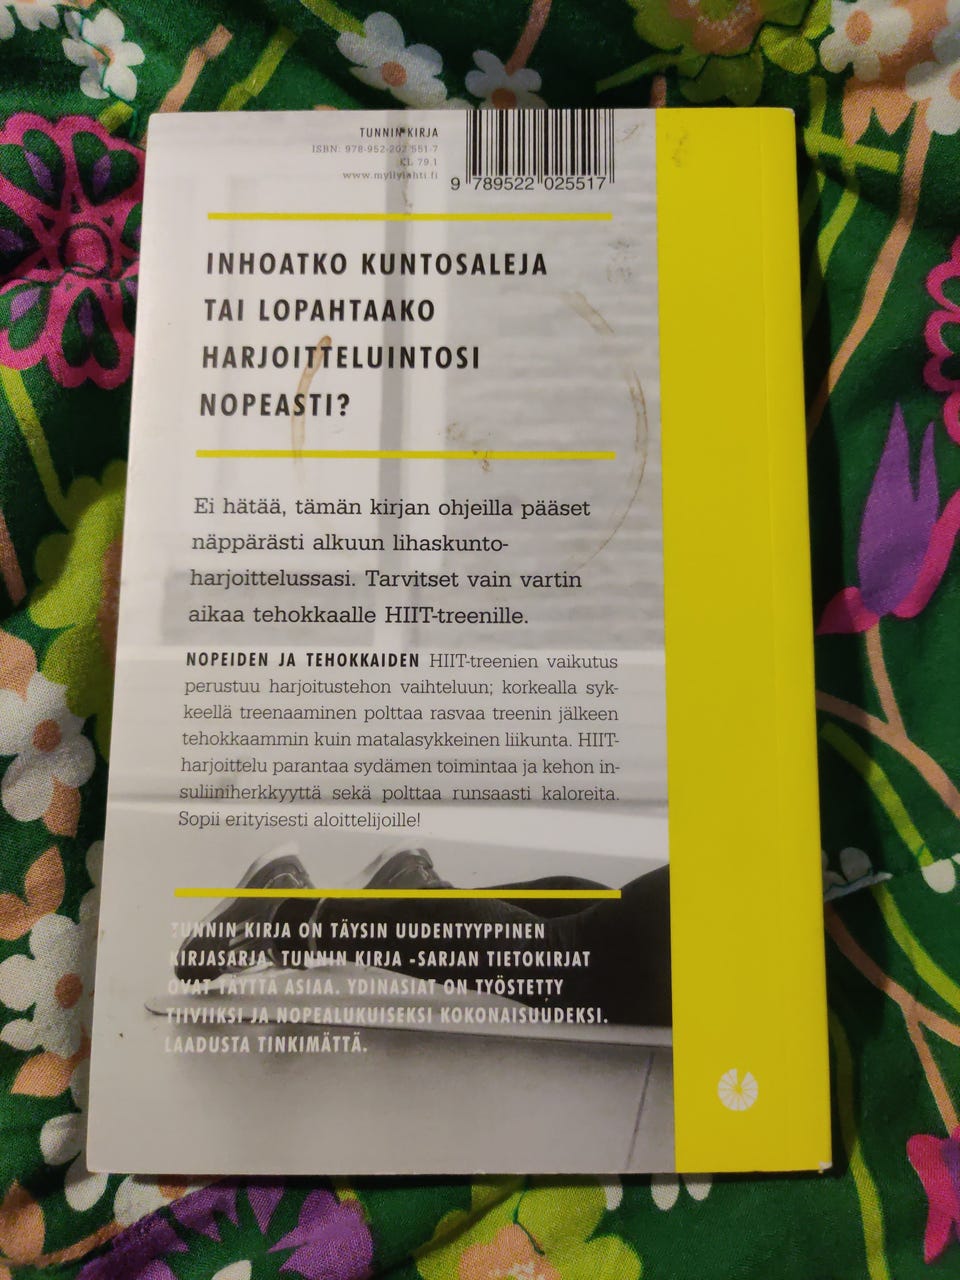 TUNNIN KIRJA
ISBN: 978-952-202-551-7
KL 79.1
www.myllylahti.fi
9 789522 025517
INHOATKO KUNTOSALEJA
TAI LOPAHTAAKO
HARJOITTELUINTOSI
NOPEASTI?
Ei hätää, tämän kirjan ohjeilla pääset
näppärästi alkuun lihaskunto-
harjoittelussasi. Tarvitset vain vartin
aikaa tehokkaalle HIIT-treenille.
NOPEIDEN JA TEHOKKAIDEN HIIT-treenien vaikutus
perustuu harjoitustehon vaihteluun; korkealla syk-
keellä treenaaminen polttaa rasvaa treenin jälkeen
tehokkaammin kuin matalasykkeinen liikunta. HIIT-
harjoittelu parantaa sydämen toimintaa ja kehon in-
suliiniherkkyyttä sekä polttaa runsaasti kaloreita.
Sopii erityisesti aloittelijoille!
TUNNIN KIRJA ON TÄYSIN UUDENTYYPPINEN
KIRJASARJA. TUNNIN KIRJA -SARJAN TIETOKIRJAT
OVAT TÄYTTÄ ASIAA. YDINASIAT ON TYÖSTETTY
TIIVIIKSI JA NOPEALUKUISEKSI KOKONAISUUDEKSI.
LAADUSTA TINKIMÄTTÄ.